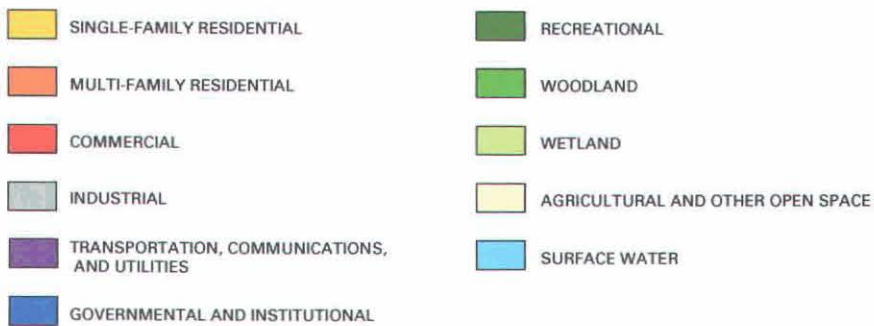 SINGLE-FAMILY RESIDENTIAL
MULTI-FAMILY RESIDENTIAL
COMMERCIAL
INDUSTRIAL
TRANSPORTATION, COMMUNICATIONS,
AND UTILITIES
GOVERNMENTAL AND INSTITUTIONAL
RECREATIONAL
WOODLAND
WETLAND
AGRICULTURAL AND OTHER OPEN SPACE
SURFACE WATER